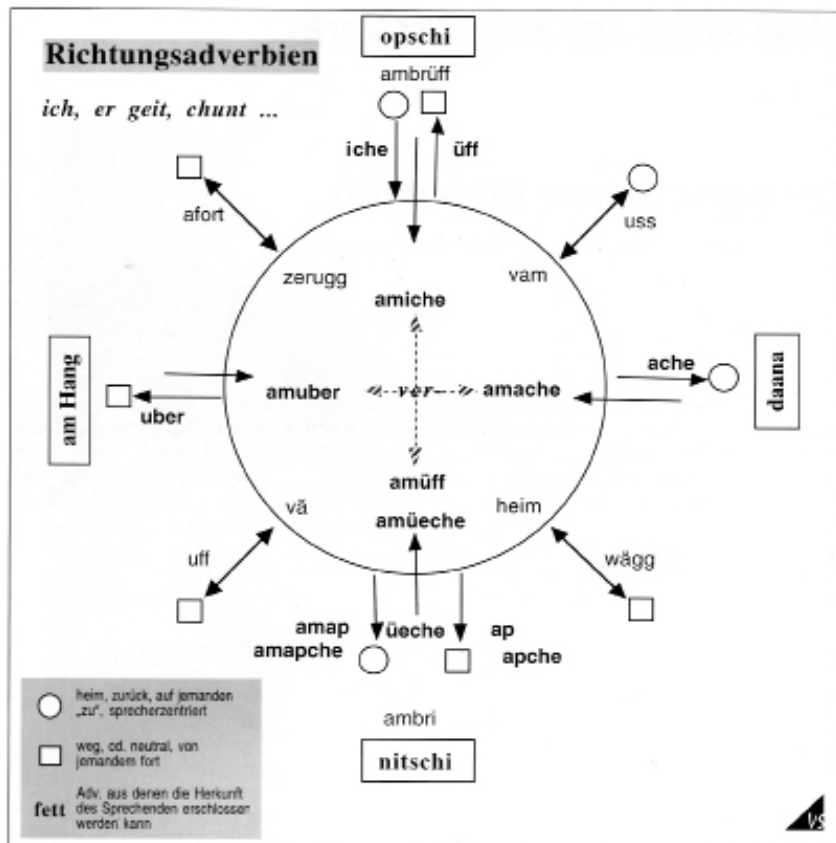 opschi
Richtungsadverbien
ambrüff
ich, er geit, chunt ...
iche
üff
afort
uss
zerugg
vam
amiche
am Hang
ache
daana
amuber
ver
amache
uber
amüff
vã
heim
amüeche
uff
wägg
amap
üeche
ap
amapche
apche
heim, zurück, auf jemanden
„zu“, sprecherzentriert
ambri
weg, od. neutral, von
jemandem fort
nitschi
fett
Adv. aus denen die Herkunft
des Sprechenden erschlossen
werden kann
VS